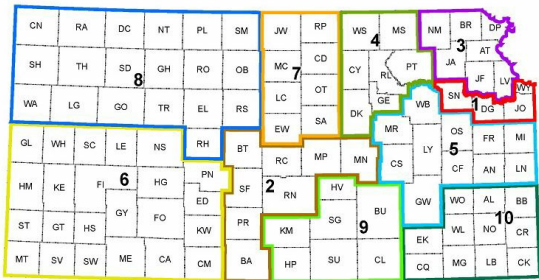 CN RA DC NT PL SM JW RP WS MS NM BR DP
4 3
MC CD AT
SH TH SD GH RO OB 7 CY RL PT JA
8 LC OT JF LV
WA LG GO TR EL RS GE WB SN 1 WY
EW SA DK DG JO
RH MR OS
GL WH SC LE NS BT RC MP MN LY 5 FR MI
6 PN 2 CS CF AN LN
HM KE FI HG SF RN HV
ED GW WO AL BB
GY FO SG BU 10
ST GT HS KW PR KM 9 EK WL NO CR
MT SV SW ME CA CM BA HP SU CL CQ MG LB CK